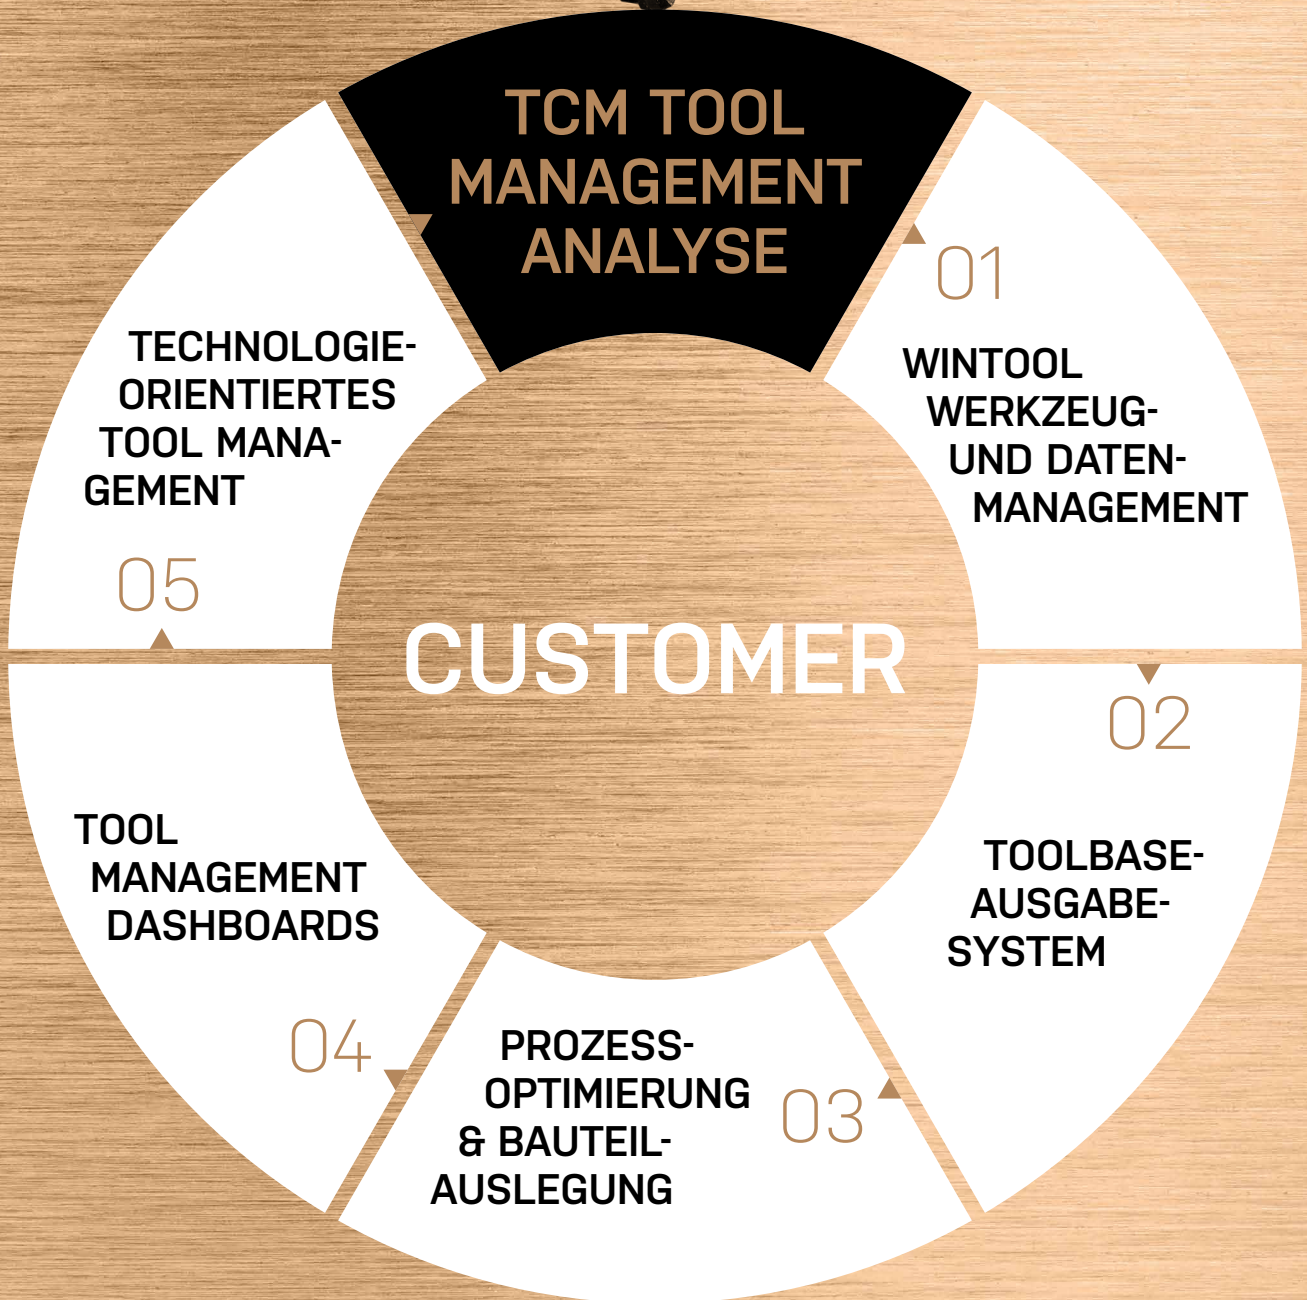 TCM TOOL
MANAGEMENT
ANALYSE
01
WINTOOL
WERKZEUG-
UND DATEN-
MANAGEMENT
02
TOOLBASE-
AUSGABE-
SYSTEM
03
PROZESS-
OPTIMIERUNG
& BAUTEIL-
AUSLEGUNG
04
TOOL
MANAGEMENT
DASHBOARDS
05
TECHNOLOGIE-
ORIENTIERTES
TOOL MANA-
GEMENT
CUSTOMER